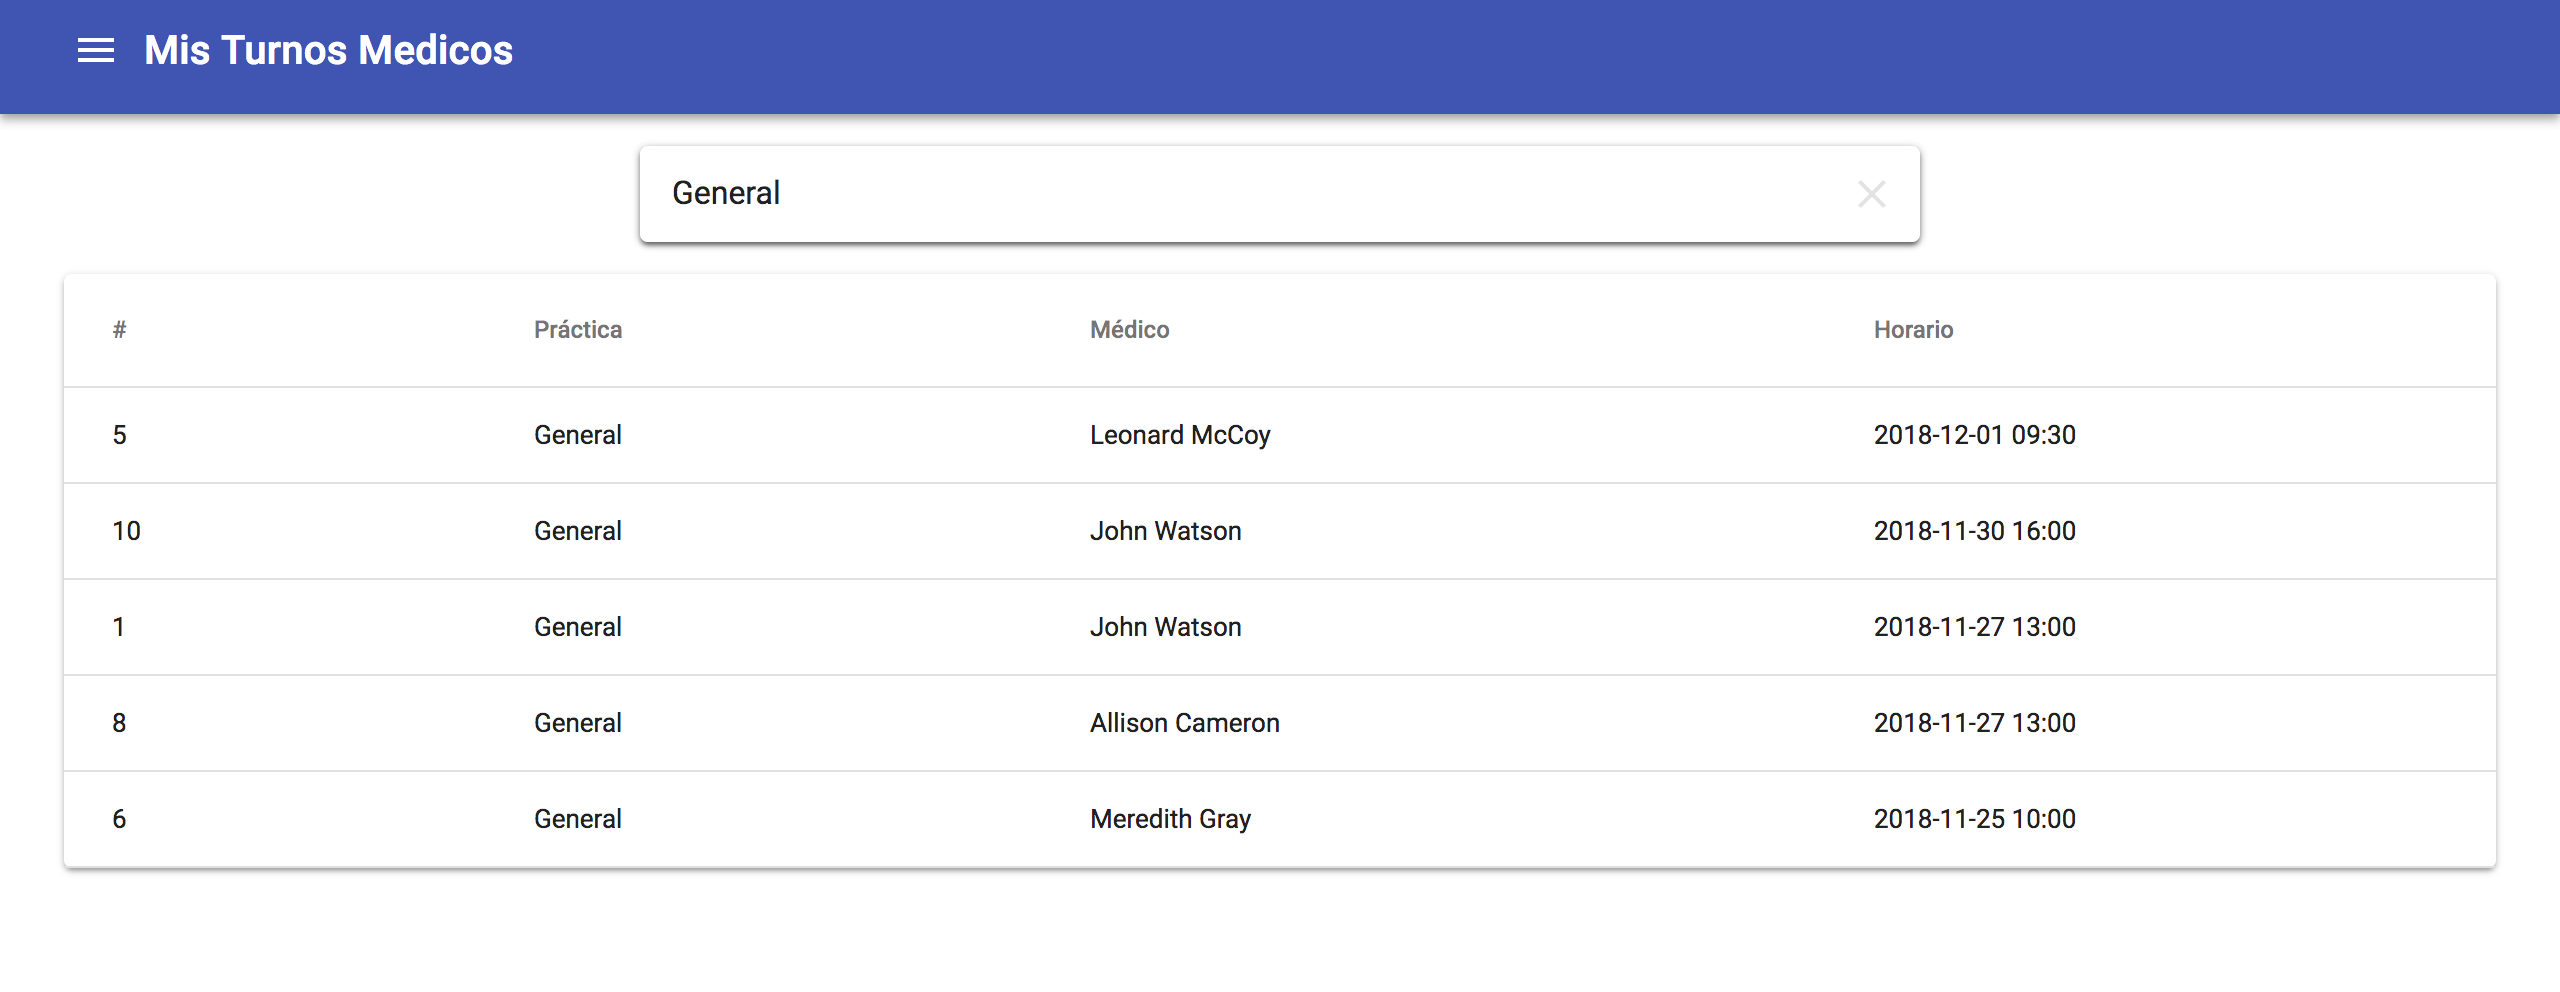 Mis Turnos Medicos
General
# Práctica Médico Horario
5 General Leonard McCoy 2018-12-01 09:30
10 General John Watson 2018-11-30 16:00
1 General John Watson 2018-11-27 13:00
8 General Allison Cameron 2018-11-27 13:00
6 General Meredith Gray 2018-11-25 10:00